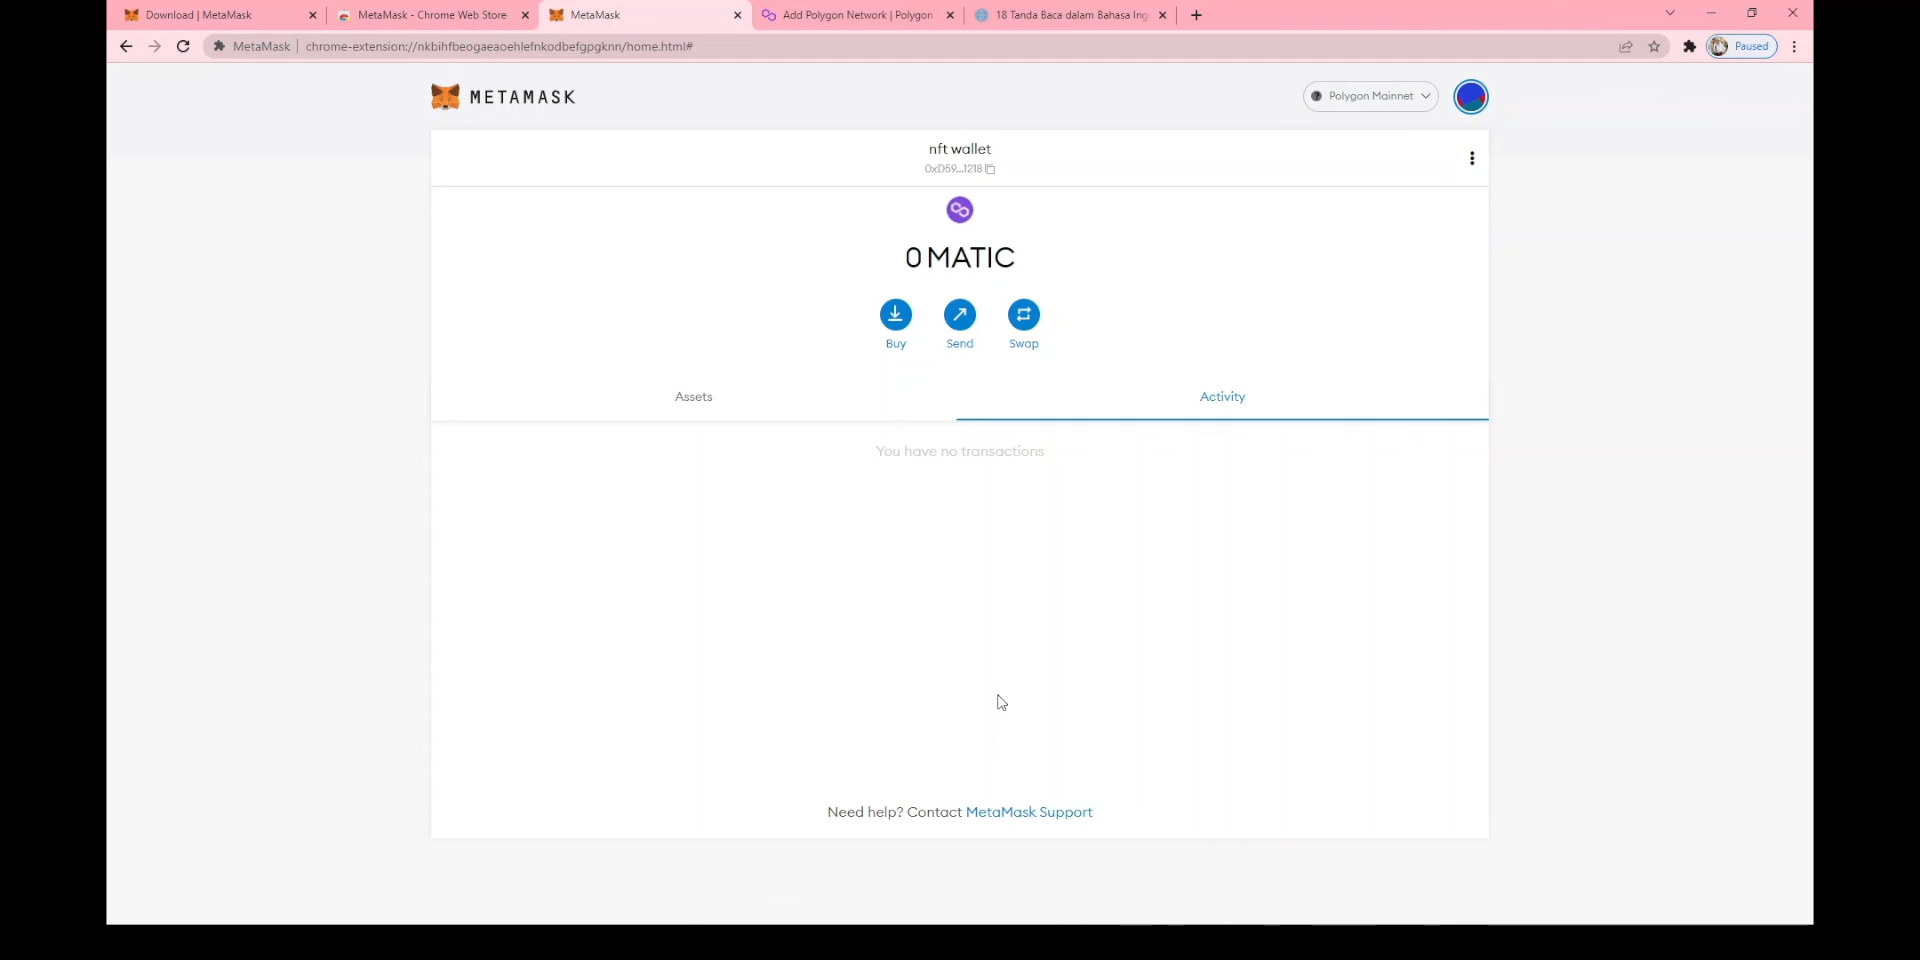 Download | MetaMask
MetaMask - Chrome Web Store
MetaMask
Add Polygon Network | Polygon
18 Tanda Baca dalam Bahasa Ing
MetaMask
chrome-extension://nkbihfbeogaeaoehlefnkodbefgpgknn/home.html#
Paused
METAMASK
Polygon Mainnet
nft wallet
0xD59...1218
0 MATIC
Buy
Send
Swap
Assets
Activity
You have no transactions
Need help? Contact MetaMask Support